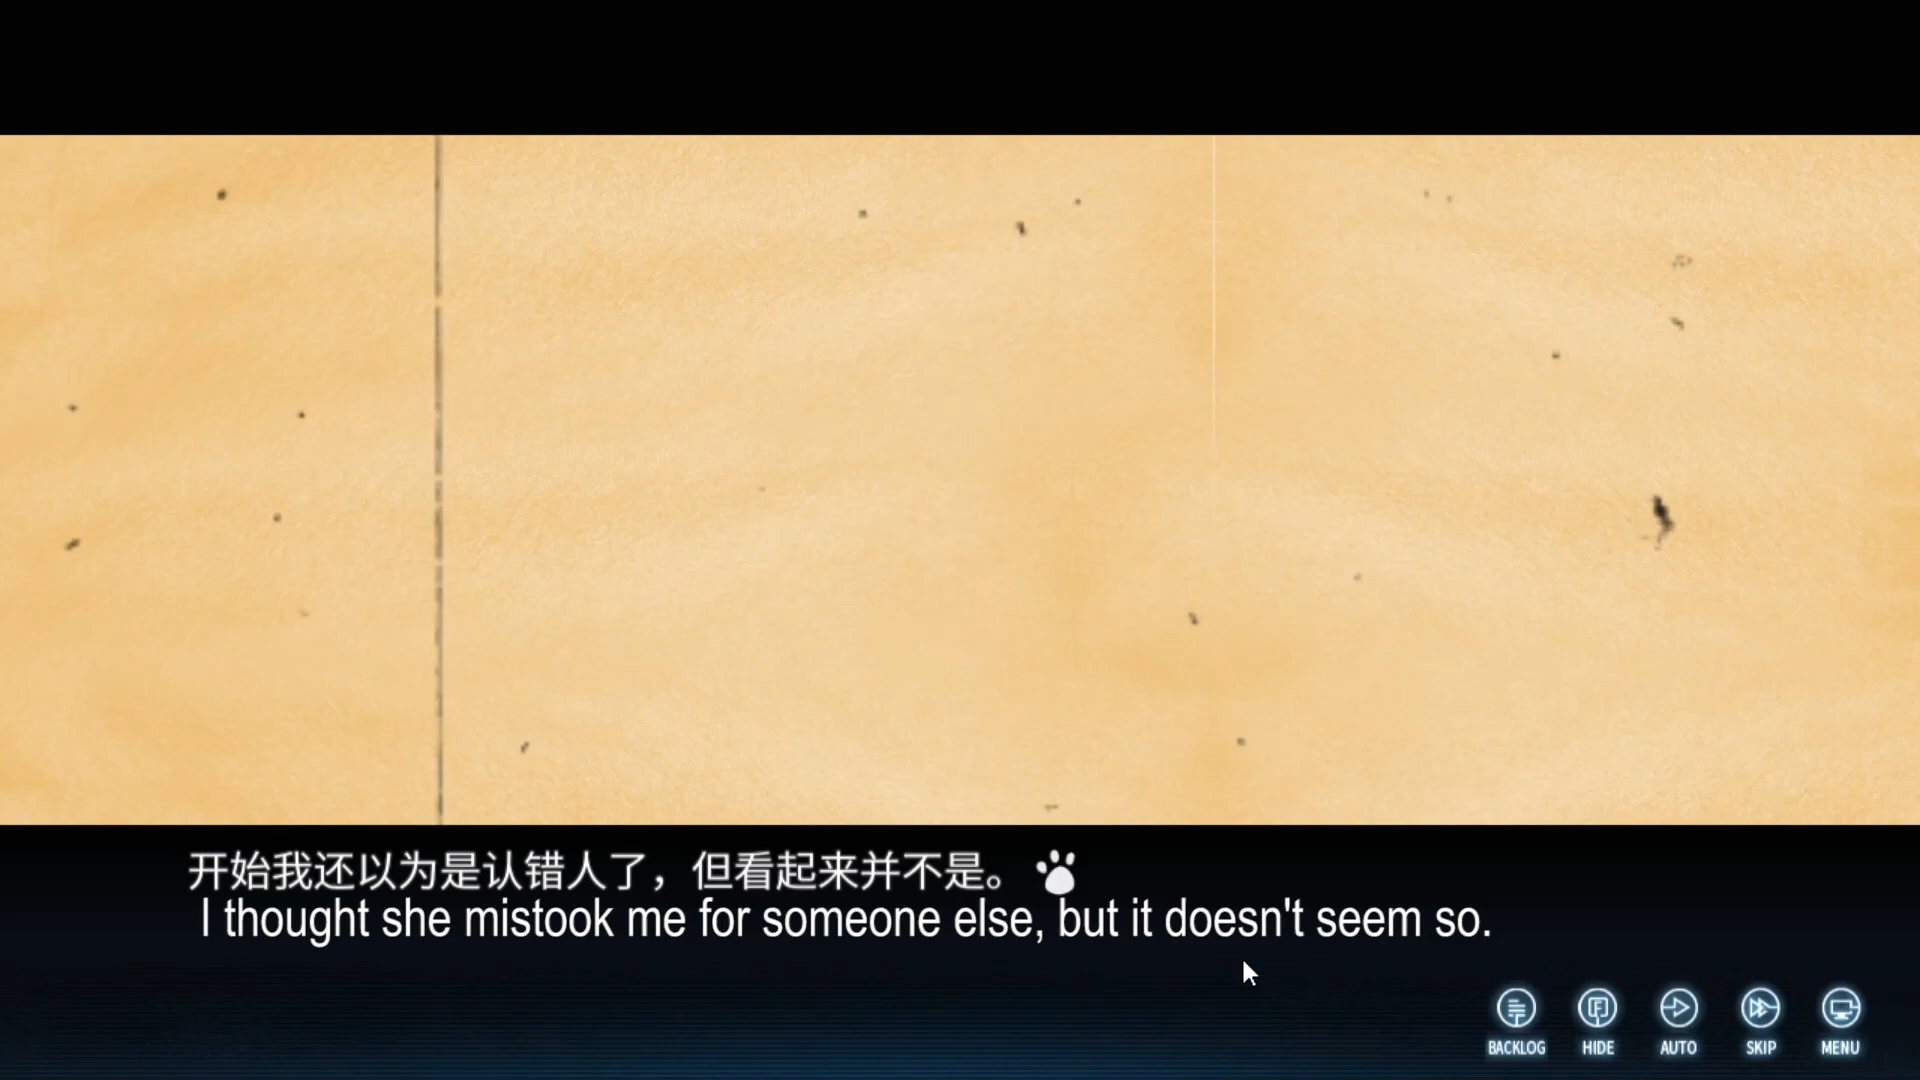 开始我还以为是认错人了，但看起来并不是。
I thought she mistook me for someone else, but it doesn't seem so.
BACKLOG HIDE AUTO SKIP MENU